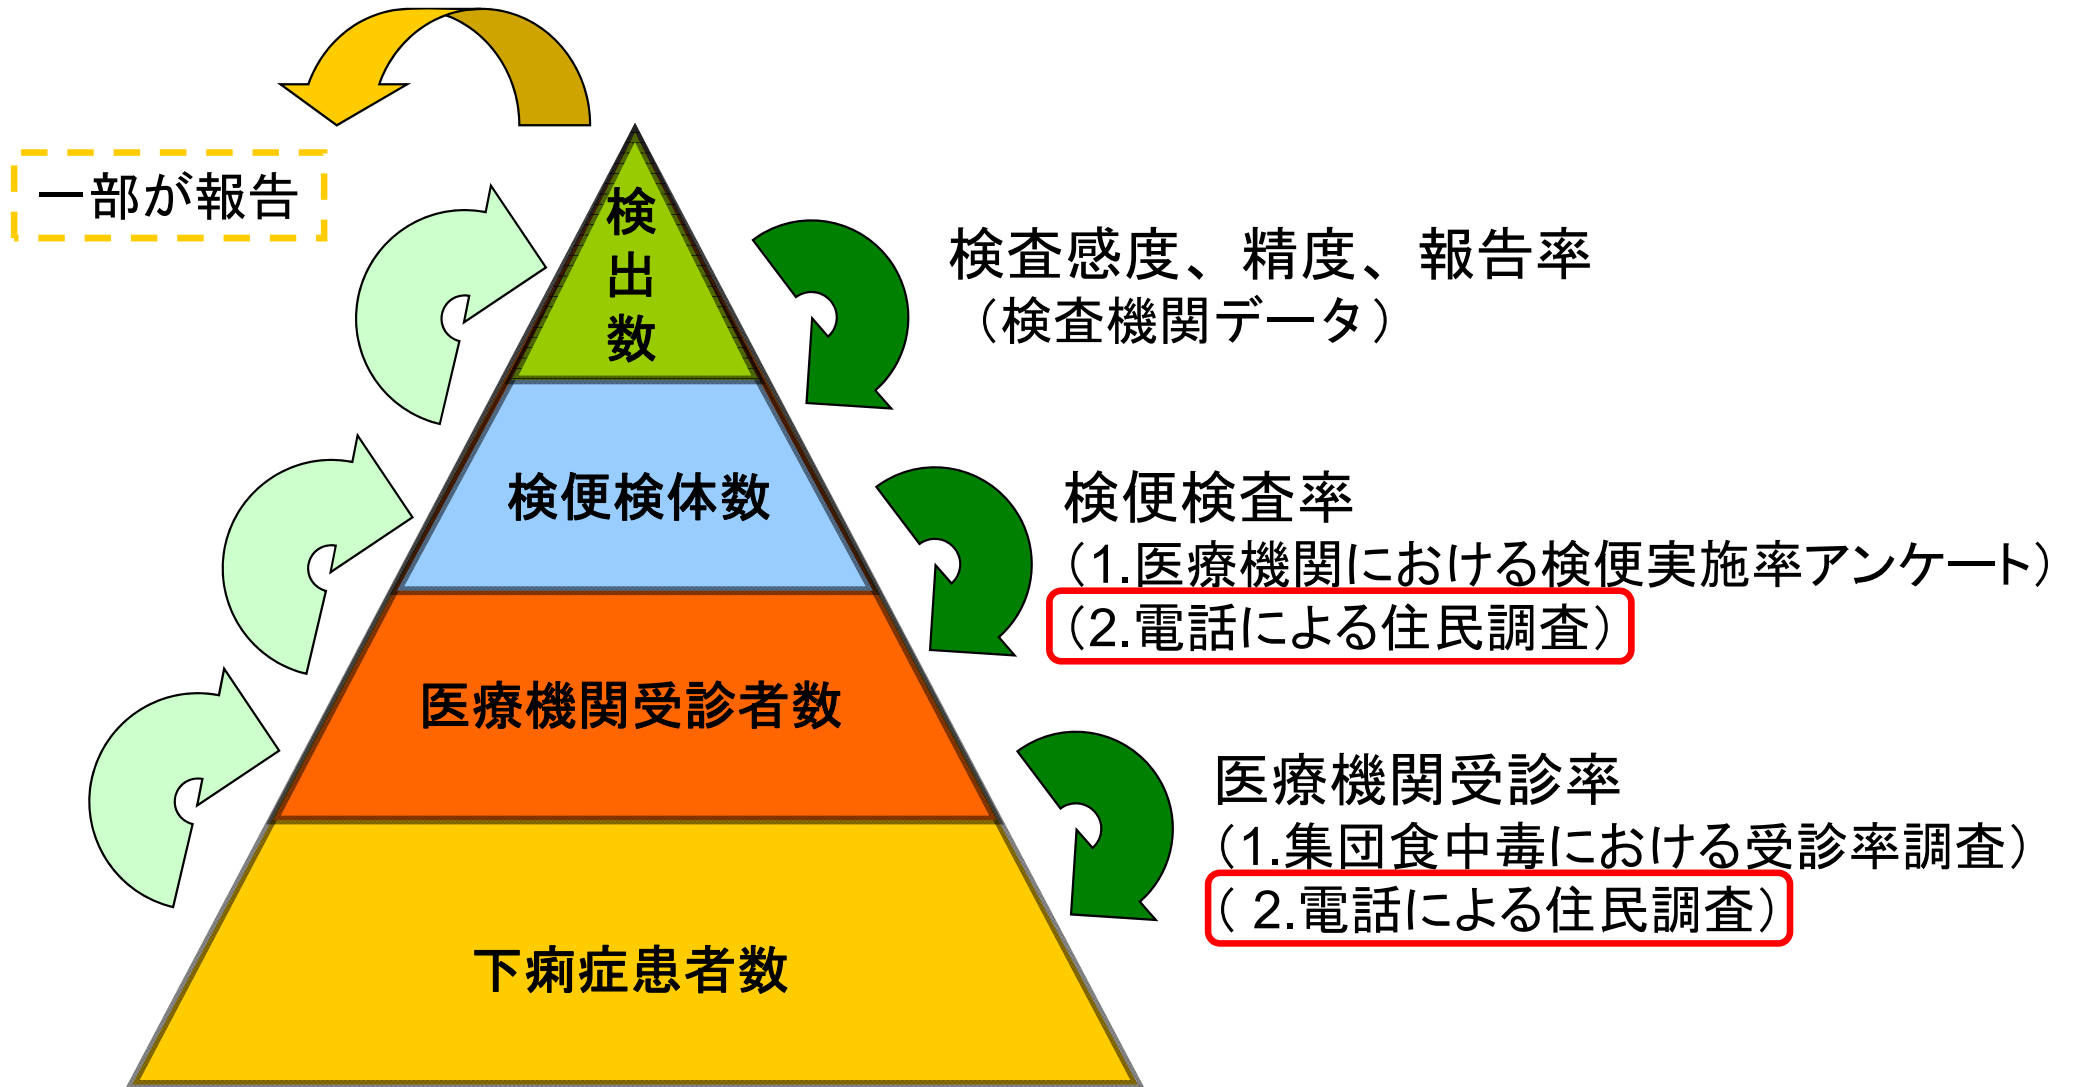 一部が報告
検出数
検査感度、精度、報告率
（検査機関データ）
検便検体数
検便検査率
（1.医療機関における検便実施率アンケート）
（2.電話による住民調査）
医療機関受診者数
医療機関受診率
（1.集団食中毒における受診率調査）
（ 2.電話による住民調査）
下痢症患者数